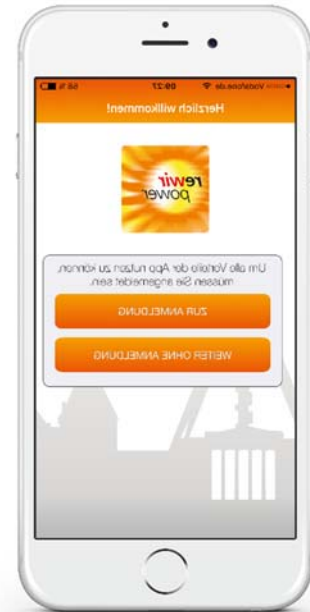 Vodafone.de 09:27
Herzlich willkommen!
rewir
power
Um alle Vorteile der App nutzen zu können,
müssen Sie angemeldet sein.
ZUR ANMELDUNG
WEITER OHNE ANMELDUNG